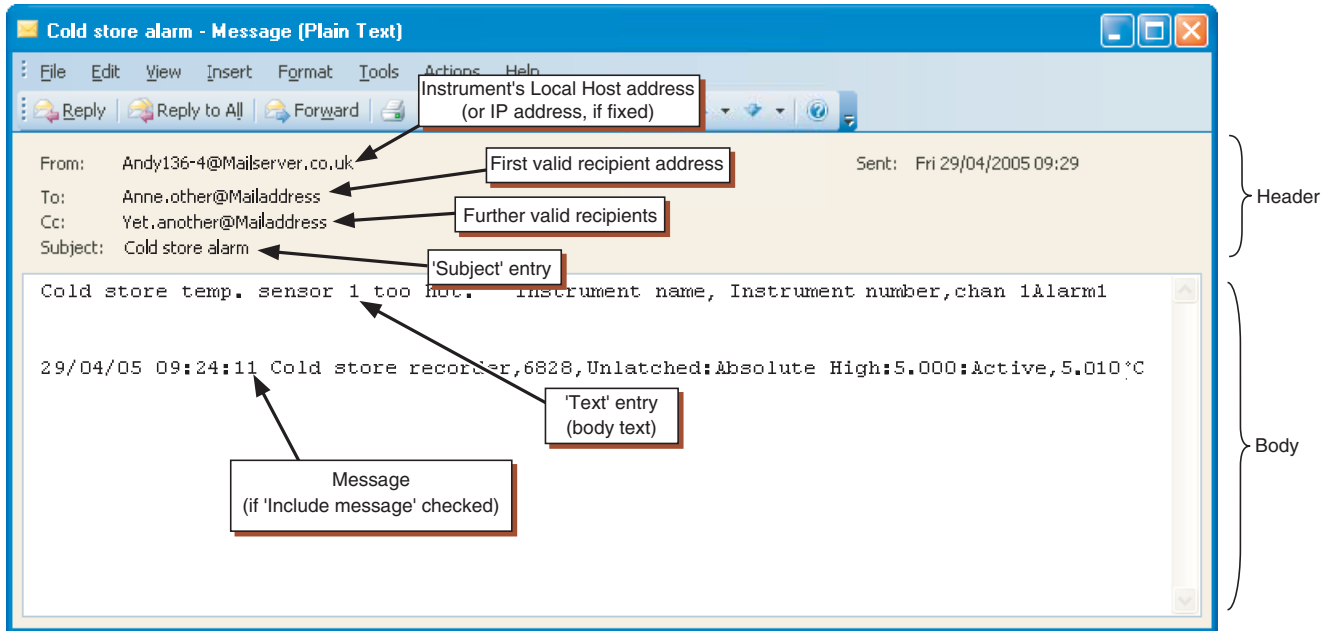 Cold store alarm - Message (Plain Text)
File Edit View Insert Format Tools Actions Help
Instrument's Local Host address
(or IP address, if fixed)
Reply Reply to All Forward
From: Andy136-4@Mailserver.co.uk
First valid recipient address
Sent: Fri 29/04/2005 09:29
To: Anne.other@Mailaddress
Header
Cc: Yet.another@Mailaddress
Further valid recipients
Subject: Cold store alarm
'Subject' entry
Cold store temp. sensor 1 too hot. Instrument name, Instrument number,chan 1Alarm1
29/04/05 09:24:11 Cold store recorder,6828,Unlatched:Absolute High:5.000:Active,5.010°C
'Text' entry
(body text)
Body
Message
(if 'Include message' checked)